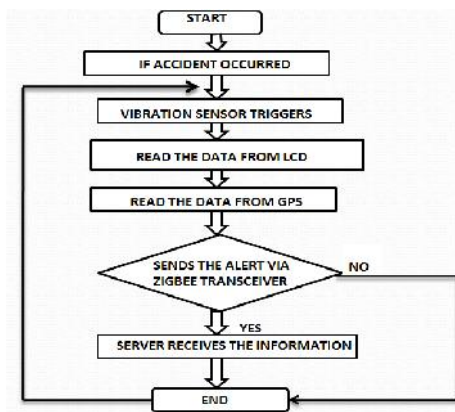 START
IF ACCIDENT OCCURRED
VIBRATION SENSOR TRIGGERS
READ THE DATA FROM LCD
READ THE DATA FROM GPS
SENDS THE ALERT VIA
ZIGBEE TRANSCEIVER
NO
YES
SERVER RECEIVES THE INFORMATION
END